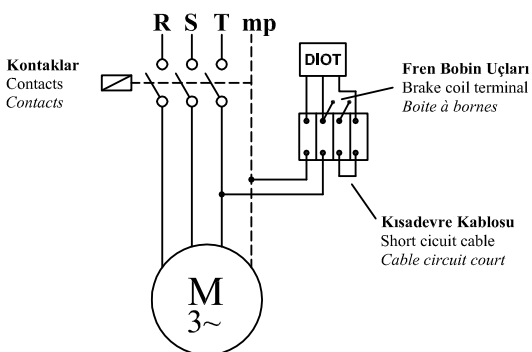 R S T mp
Kontaklar
Contacts
Contacts
DIOT
Fren Bobin Uçları
Brake coil terminal
Boite à bornes
Kısadevre Kablosu
Short cicuit cable
Cable circuit court
M
3~